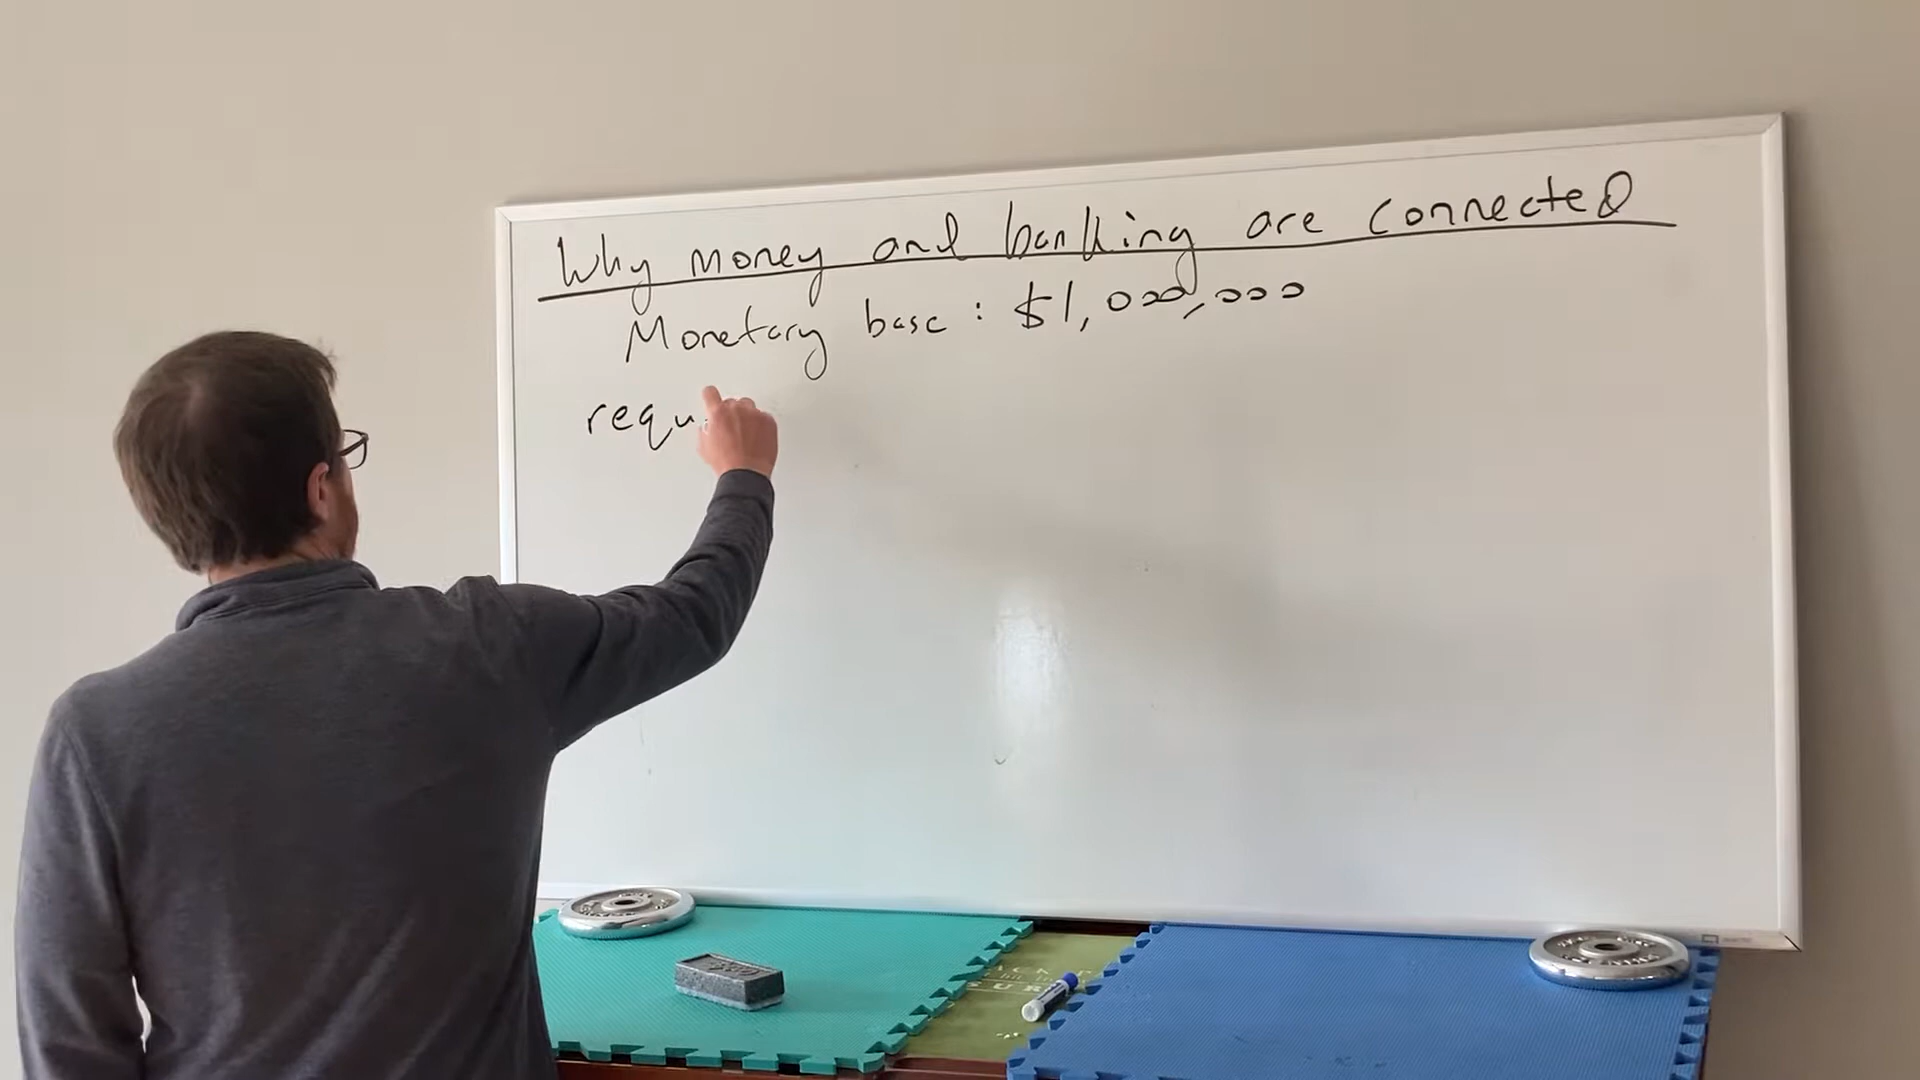 Why money and banking are connected
Monetary base : $1,000,000
requ